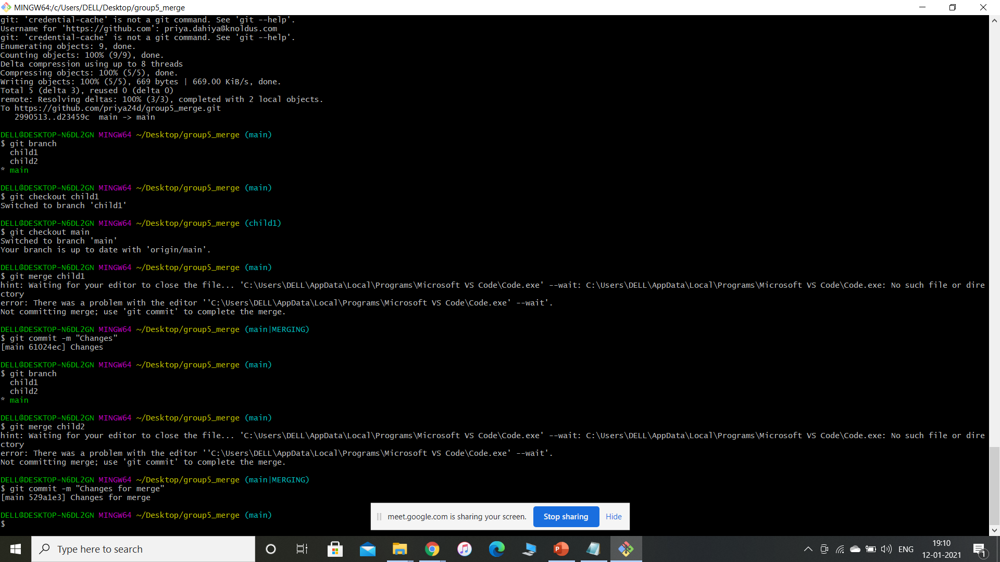 MINGW64:/c/Users/DELL/Desktop/group5_merge
git: 'credential-cache' is not a git command. See 'git --help'.
Username for 'https://github.com': priya.dahiya@knoldus.com
git: 'credential-cache' is not a git command. See 'git --help'.
Enumerating objects: 9, done.
Counting objects: 100% (9/9), done.
Delta compression using up to 8 threads
Compressing objects: 100% (5/5), done.
Writing objects: 100% (5/5), 669 bytes | 669.00 KiB/s, done.
Total 5 (delta 3), reused 0 (delta 0)
remote: Resolving deltas: 100% (3/3), completed with 2 local objects.
To https://github.com/priya24d/group5_merge.git
   2990513..d23459c  main -> main
DELL@DESKTOP-N6DL2GN MINGW64 ~/Desktop/group5_merge (main)
$ git branch
  child1
  child2
* main
DELL@DESKTOP-N6DL2GN MINGW64 ~/Desktop/group5_merge (main)
$ git checkout child1
Switched to branch 'child1'
DELL@DESKTOP-N6DL2GN MINGW64 ~/Desktop/group5_merge (child1)
$ git checkout main
Switched to branch 'main'
Your branch is up to date with 'origin/main'.
DELL@DESKTOP-N6DL2GN MINGW64 ~/Desktop/group5_merge (main)
$ git merge child1
hint: Waiting for your editor to close the file... 'C:\Users\DELL\AppData\Local\Programs\Microsoft VS Code\Code.exe' --wait: C:\Users\DELL\AppData\Local\Programs\Microsoft VS Code\Code.exe: No such file or dire
ctory
error: There was a problem with the editor ''C:\Users\DELL\AppData\Local\Programs\Microsoft VS Code\Code.exe' --wait'.
Not committing merge; use 'git commit' to complete the merge.
DELL@DESKTOP-N6DL2GN MINGW64 ~/Desktop/group5_merge (main|MERGING)
$ git commit -m "Changes"
[main 61024ec] Changes
DELL@DESKTOP-N6DL2GN MINGW64 ~/Desktop/group5_merge (main)
$ git branch
  child1
  child2
* main
DELL@DESKTOP-N6DL2GN MINGW64 ~/Desktop/group5_merge (main)
$ git merge child2
hint: Waiting for your editor to close the file... 'C:\Users\DELL\AppData\Local\Programs\Microsoft VS Code\Code.exe' --wait: C:\Users\DELL\AppData\Local\Programs\Microsoft VS Code\Code.exe: No such file or dire
ctory
error: There was a problem with the editor ''C:\Users\DELL\AppData\Local\Programs\Microsoft VS Code\Code.exe' --wait'.
Not committing merge; use 'git commit' to complete the merge.
DELL@DESKTOP-N6DL2GN MINGW64 ~/Desktop/group5_merge (main|MERGING)
$ git commit -m "Changes for merge"
[main 529a1e3] Changes for merge
DELL@DESKTOP-N6DL2GN MINGW64 ~/Desktop/group5_merge (main)
$
meet.google.com is sharing your screen. Stop sharing Hide
Type here to search
ENG
19:10
12-01-2021
1